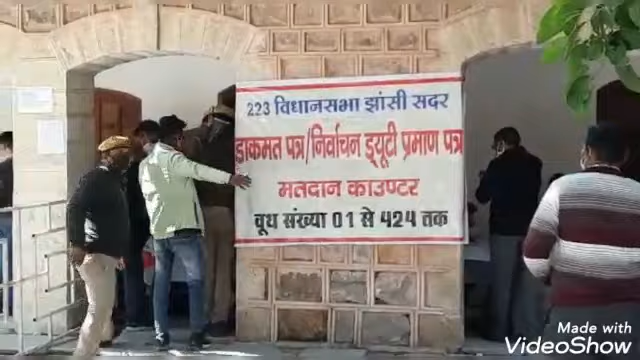 223 विधानसभा झांसी सदर
डाकमत पत्र/निर्वाचन ड्यूटी प्रमाण पत्र
मतदान काउण्टर
बूथ संख्या 01 से 424 तक
Made with
VideoShow